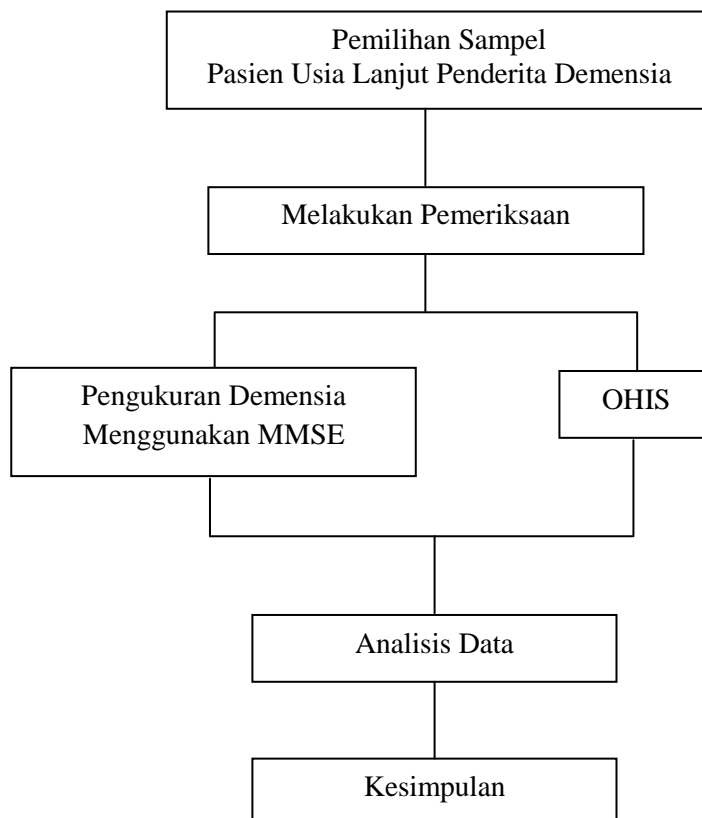 Pemilihan Sampel
Pasien Usia Lanjut Penderita Demensia
Melakukan Pemeriksaan
Pengukuran Demensia
Menggunakan MMSE
OHIS
Analisis Data
Kesimpulan